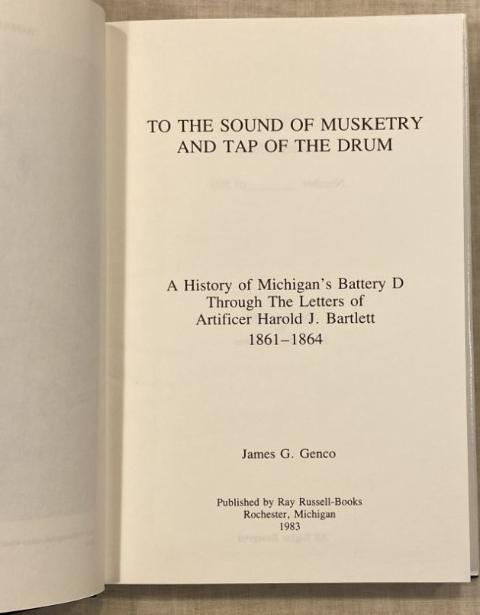 TO THE SOUND OF MUSKETRY
AND TAP OF THE DRUM
A History of Michigan's Battery D
Through The Letters of
Artificer Harold J. Bartlett
1861–1864
James G. Genco
Published by Ray Russell-Books
Rochester, Michigan
1983